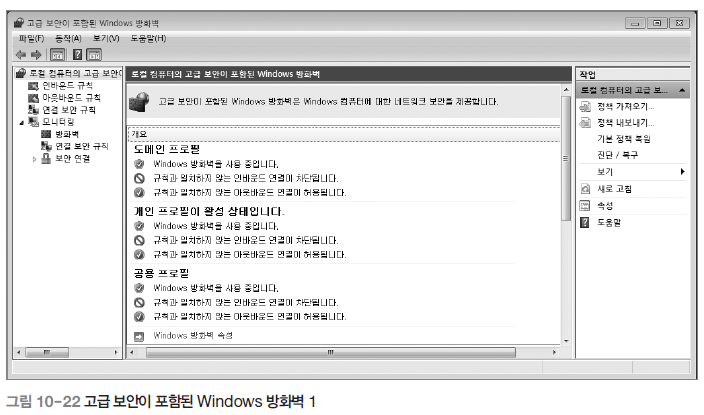 고급 보안이 포함된 Windows 방화벽
파일(F) 동작(A) 보기(V) 도움말(H)
로컬 컴퓨터의 고급 보안(
인바운드 규칙
아웃바운드 규칙
연결 보안 규칙
모니터링
방화벽
연결 보안 규칙
보안 연결
로컬 컴퓨터의 고급 보안이 포함된 Windows 방화벽
고급 보안이 포함된 Windows 방화벽은 Windows 컴퓨터에 대한 네트워크 보안을 제공합니다.
개요
도메인 프로필
Windows 방화벽을 사용 중입니다.
규칙과 일치하지 않는 인바운드 연결이 차단됩니다.
규칙과 일치하지 않는 아웃바운드 연결이 허용됩니다.
개인 프로필이 활성 상태입니다.
Windows 방화벽을 사용 중입니다.
규칙과 일치하지 않는 인바운드 연결이 차단됩니다.
규칙과 일치하지 않는 아웃바운드 연결이 허용됩니다.
공용 프로필
Windows 방화벽을 사용 중입니다.
규칙과 일치하지 않는 인바운드 연결이 차단됩니다.
규칙과 일치하지 않는 아웃바운드 연결이 허용됩니다.
Windows 방화벽 속성
작업
로컬 컴퓨터의 고급 보...
정책 가져오기...
정책 내보내기...
기본 정책 복원
진단 / 복구
보기
새로 고침
속성
도움말
그림 10-22 고급 보안이 포함된 Windows 방화벽 1